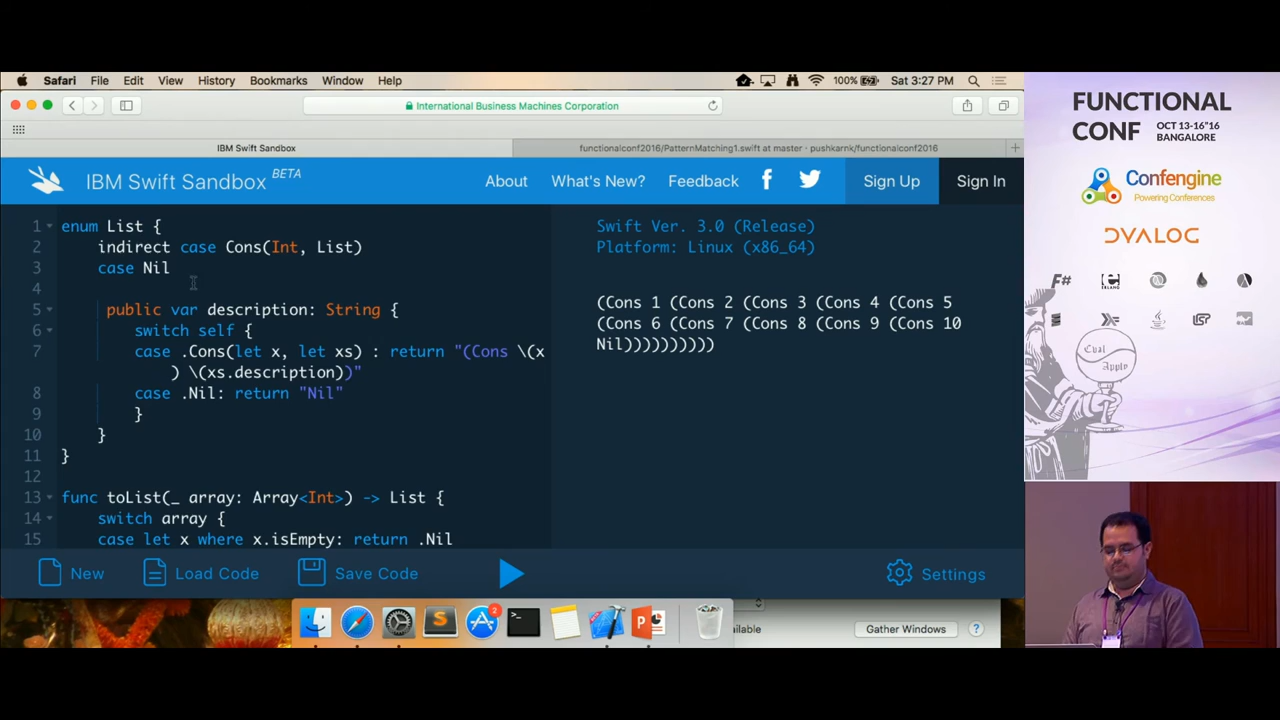 Safari File Edit View History Bookmarks Window Help 100% Sat 3:27 PM
International Business Machines Corporation
IBM Swift Sandbox functionalconf2016/PatternMatching1.swift at master · pushkarnk/functionalconf2016
IBM Swift Sandbox BETA About What's New? Feedback Sign Up Sign In
1 enum List {
2 indirect case Cons(Int, List)
3 case Nil
4
5 public var description: String {
6 switch self {
7 case .Cons(let x, let xs) : return "(Cons \(x
) \(xs.description))"
8 case .Nil: return "Nil"
9 }
10 }
11 }
12
13 func toList(_ array: Array<Int>) -> List {
14 switch array {
15 case let x where x.isEmpty: return .Nil
Swift Ver. 3.0 (Release)
Platform: Linux (x86_64)
(Cons 1 (Cons 2 (Cons 3 (Cons 4 (Cons 5
(Cons 6 (Cons 7 (Cons 8 (Cons 9 (Cons 10
Nil))))))))))
New Load Code Save Code Settings
2
P
ailable Gather Windows ?
FUNCTIONAL
CONF OCT 13-16"16
BANGALORE
Confengine
Powering Conferences
DYALOG
F# ERLANG
LISP
Eval
Apply